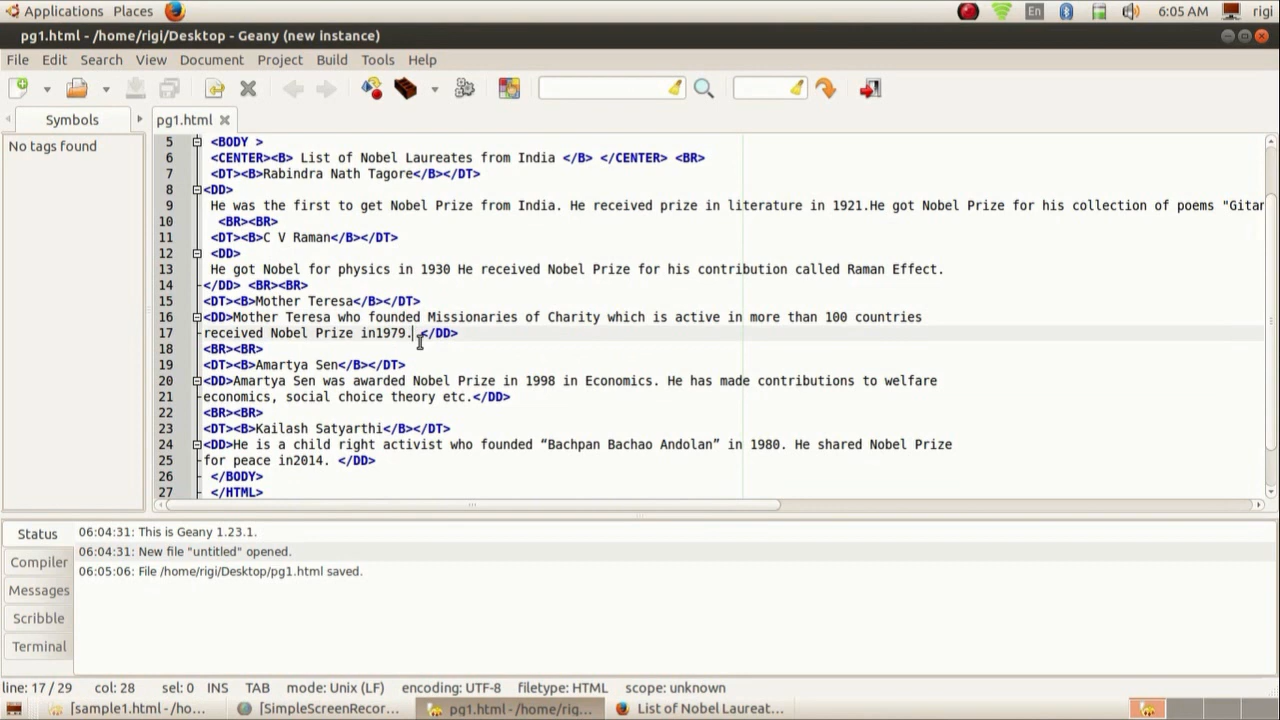 Applications Places En 6:05 AM rigi
pg1.html - /home/rigi/Desktop - Geany (new instance)
File Edit Search View Document Project Build Tools Help
Symbols pg1.html
No tags found
5 <BODY >
6 <CENTER><B> List of Nobel Laureates from India </B> </CENTER> <BR>
7 <DT><B>Rabindra Nath Tagore</B></DT>
8 <DD>
9 He was the first to get Nobel Prize from India. He received prize in literature in 1921.He got Nobel Prize for his collection of poems "Gitar
10 <BR><BR>
11 <DT><B>C V Raman</B></DT>
12 <DD>
13 He got Nobel for physics in 1930 He received Nobel Prize for his contribution called Raman Effect.
14 </DD> <BR><BR>
15 <DT><B>Mother Teresa</B></DT>
16 <DD>Mother Teresa who founded Missionaries of Charity which is active in more than 100 countries
17 received Nobel Prize in1979. </DD>
18 <BR><BR>
19 <DT><B>Amartya Sen</B></DT>
20 <DD>Amartya Sen was awarded Nobel Prize in 1998 in Economics. He has made contributions to welfare
21 economics, social choice theory etc.</DD>
22 <BR><BR>
23 <DT><B>Kailash Satyarthi</B></DT>
24 <DD>He is a child right activist who founded “Bachpan Bachao Andolan” in 1980. He shared Nobel Prize
25 for peace in2014. </DD>
26 </BODY>
27 </HTML>
Status 06:04:31: This is Geany 1.23.1.
06:04:31: New file "untitled" opened.
Compiler 06:05:06: File /home/rigi/Desktop/pg1.html saved.
Messages
Scribble
Terminal
line: 17 / 29 col: 28 sel: 0 INS TAB mode: Unix (LF) encoding: UTF-8 filetype: HTML scope: unknown
[sample1.html - /ho... [SimpleScreenRecor... pg1.html - /home/rig... List of Nobel Laureat...